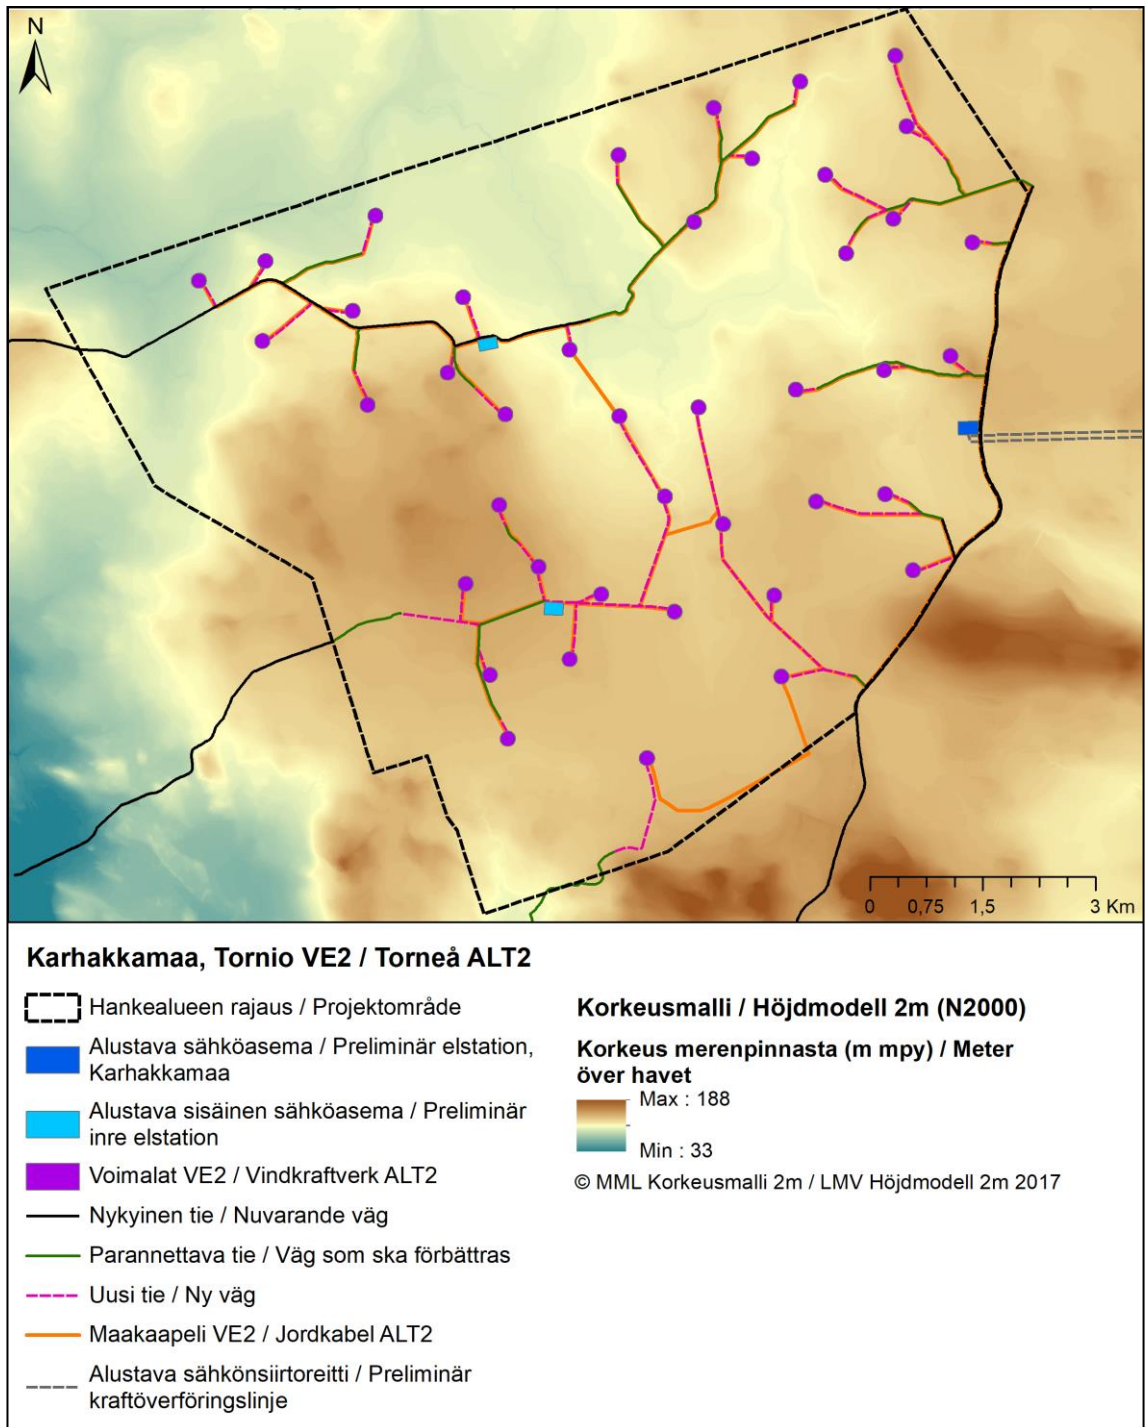 N
0 0,75 1,5 3 Km
Karhakkamaa, Tornio VE2 / Torneå ALT2
Hankealueen rajaus / Projektområde
Alustava sähköasema / Preliminär elstation,
Karhakkamaa
Alustava sisäinen sähköasema / Preliminär
inre elstation
Voimalat VE2 / Vindkraftverk ALT2
Nykyinen tie / Nuvarande väg
Parannettava tie / Väg som ska förbättras
Uusi tie / Ny väg
Maakaapeli VE2 / Jordkabel ALT2
Alustava sähkönsiirtoreitti / Preliminär
kraftöverföringslinje
Korkeusmalli / Höjdmodell 2m (N2000)
Korkeus merenpinnasta (m mpy) / Meter
över havet
Max : 188
Min : 33
© MML Korkeusmalli 2m / LMV Höjdmodell 2m 2017